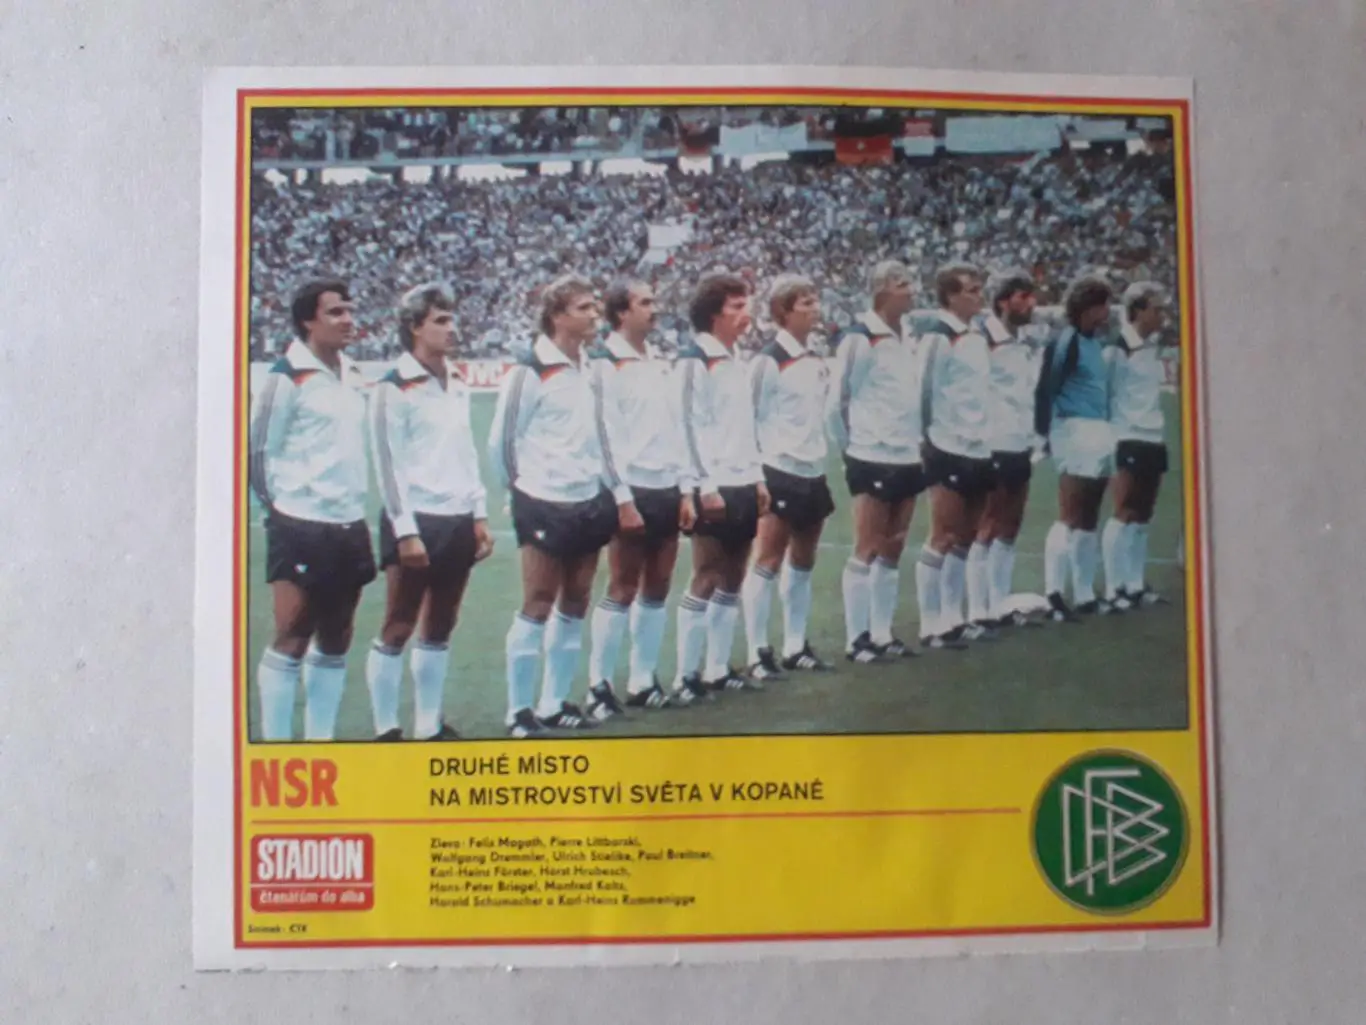 JVC
NSR
DRUHÉ MÍSTO
NA MISTROVSTVÍ SVĚTA V KOPANÉ
STADIÓN
čtenářům do alba
Zleva: Felix Magath, Pierre Littbarski,
Wolfgang Dremmler, Ulrich Stielike, Paul Breitner,
Karl-Heinz Förster, Horst Hrubesch,
Hans-Peter Briegel, Manfred Kaltz,
Harald Schumacher a Karl-Heinz Rummenigge
Snímek: ČTK
DFB